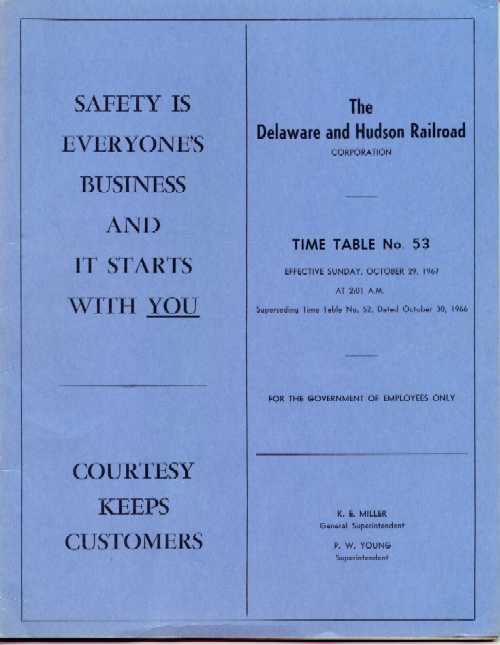 SAFETY IS
EVERYONE'S
BUSINESS
AND
IT STARTS
WITH YOU
COURTESY
KEEPS
CUSTOMERS
The
Delaware and Hudson Railroad
CORPORATION
TIME TABLE No. 53
EFFECTIVE SUNDAY, OCTOBER 29, 1967
AT 2:01 A.M.
Superseding Time Table No. 52, Dated October 30, 1966
FOR THE GOVERNMENT OF EMPLOYEES ONLY
K. E. MILLER
General Superintendent
P. W. YOUNG
Superintendent